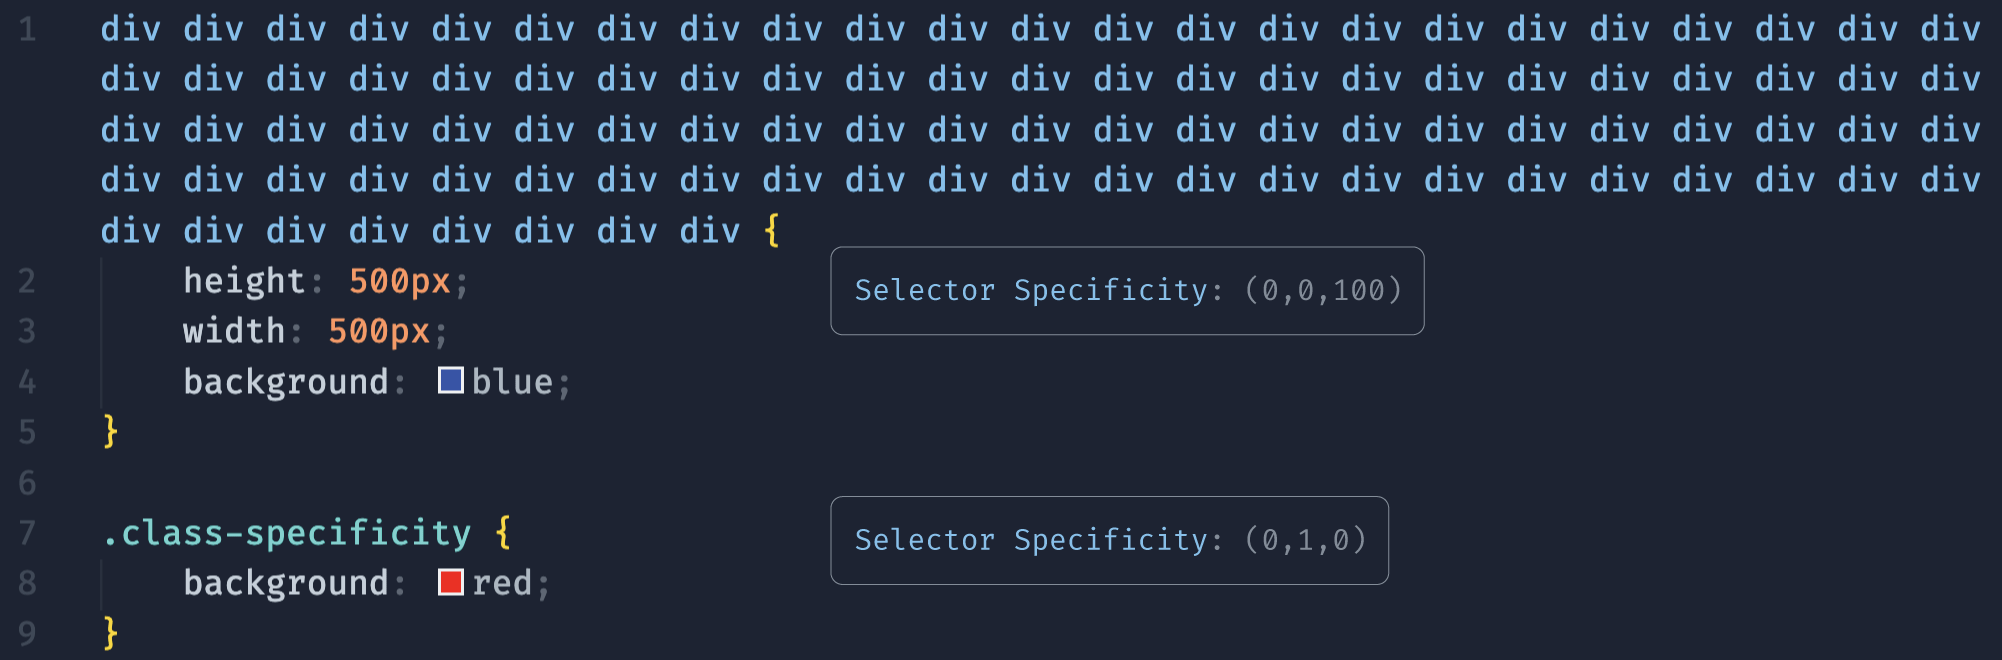 1 div div div div div div div div div div div div div div div div div div div div div div div
div div div div div div div div div div div div div div div div div div div div div div div
div div div div div div div div div div div div div div div div div div div div div div div
div div div div div div div div div div div div div div div div div div div div div div div
div div div div div div div div {
2 height: 500px;
Selector Specificity: (0,0,100)
3 width: 500px;
4 background: blue;
5 }
6
7 .class-specificity {
Selector Specificity: (0,1,0)
8 background: red;
9 }